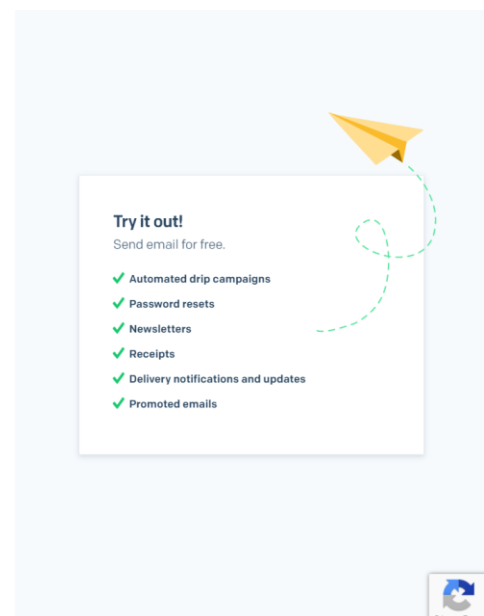 Try it out!
Send email for free.
Automated drip campaigns
Password resets
Newsletters
Receipts
Delivery notifications and updates
Promoted emails